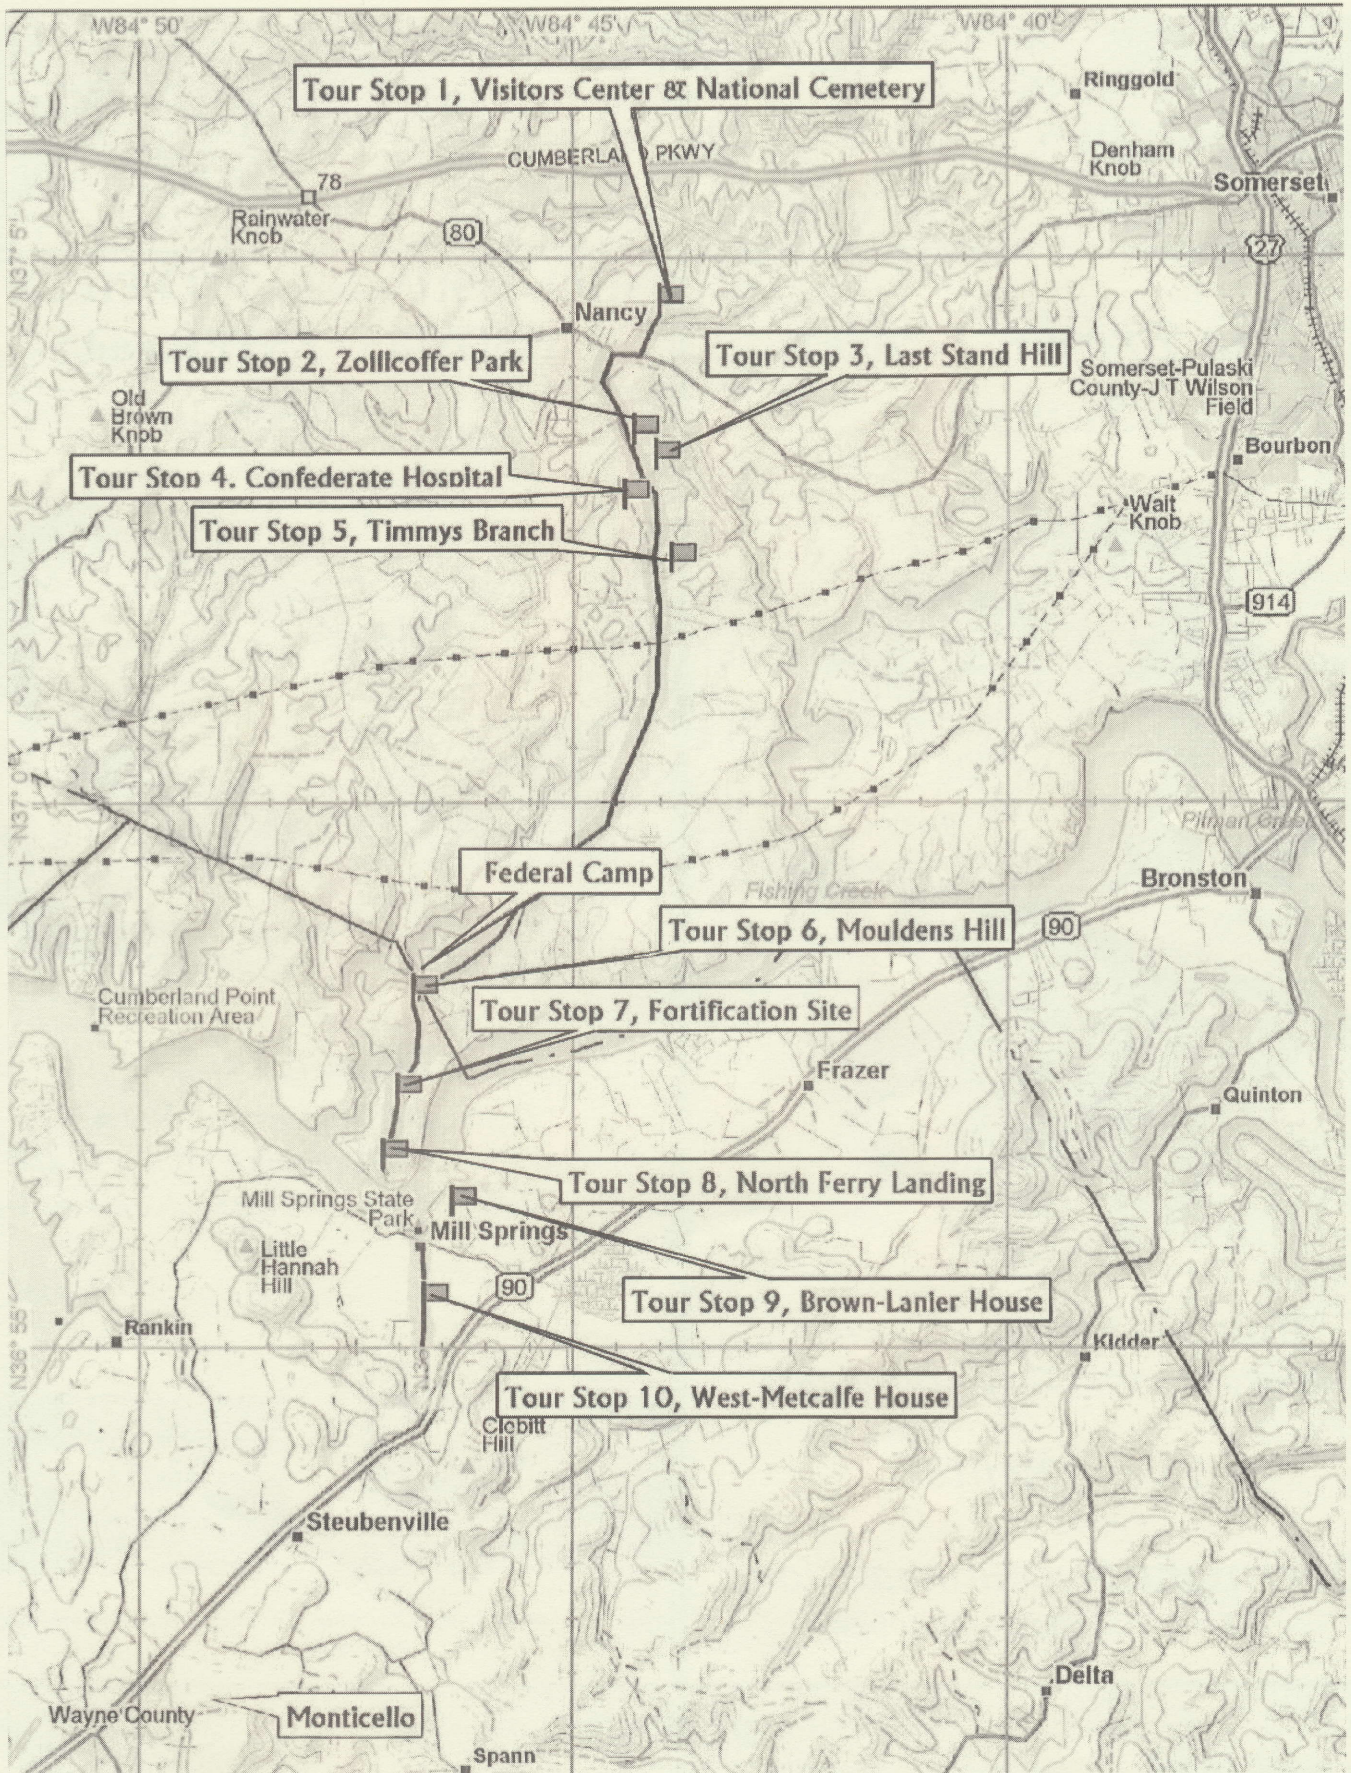 W84° 50'
W84° 45'
W84° 40'
Tour Stop 1, Visitors Center & National Cemetery
Ringgold
CUMBERLA PKWY
Denham
Knob
Somerset
78
Rainwater
Knob
80
27
N37° 5'
Nancy
Tour Stop 2, Zollicoffer Park
Tour Stop 3, Last Stand Hill
Somerset-Pulaski
County-J T Wilson
Field
Old
Brown
Knob
Bourbon
Tour Stop 4. Confederate Hospital
Walt
Knob
Tour Stop 5, Timmys Branch
914
N37° 0'
Pitman Creek
Federal Camp
Fishing Creek
Bronston
Tour Stop 6, Mouldens Hill
90
Cumberland Point
Recreation Area
Tour Stop 7, Fortification Site
Frazer
Quinton
Tour Stop 8, North Ferry Landing
Mill Springs State
Park
Mill Springs
Little
Hannah
Hill
90
Tour Stop 9, Brown-Lanier House
N36° 55'
Rankin
Kidder
Tour Stop 10, West-Metcalfe House
Hill
Steubenville
Delta
Wayne County
Monticello
Spann